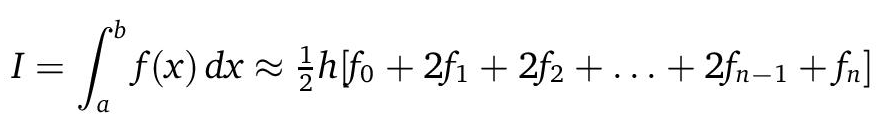 I = ∫_a^b f(x) dx ≈ ½h[f₀ + 2f₁ + 2f₂ + . . . + 2fₙ₋₁ + fₙ]